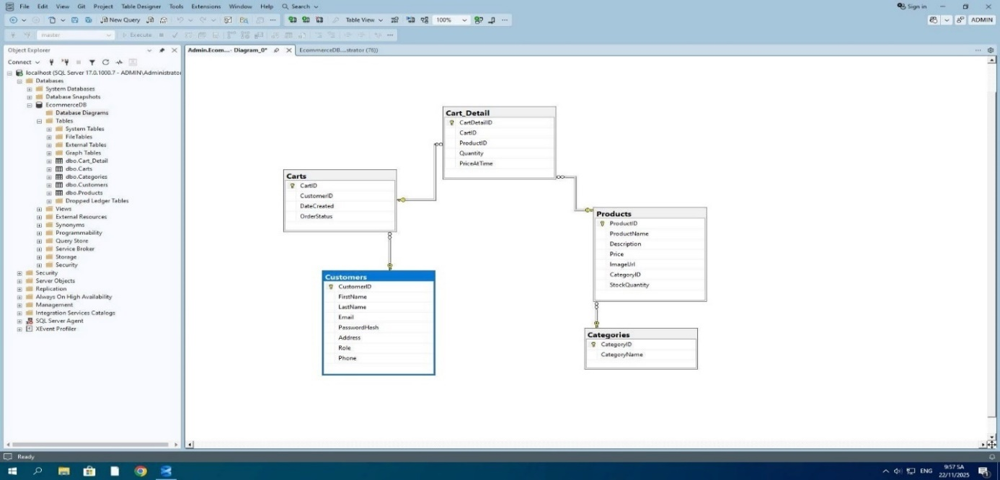 File Edit View Git Project Table Designer Tools Extensions Window Help Search
Sign in
New Query
Table View
100%
ADMIN
master
Execute
Object Explorer
Connect
localhost (SQL Server 17.0.1000.7 - ADMIN\Administrato
Databases
System Databases
Database Snapshots
EcommerceDB
Database Diagrams
Tables
System Tables
FileTables
External Tables
Graph Tables
dbo.Cart_Detail
dbo.Carts
dbo.Categories
dbo.Customers
dbo.Products
Dropped Ledger Tables
Views
External Resources
Synonyms
Programmability
Query Store
Service Broker
Storage
Security
Security
Server Objects
Replication
Always On High Availability
Management
Integration Services Catalogs
SQL Server Agent
XEvent Profiler
Admin.Ecom...- Diagram_0*
EcommerceDB....strator (76))
Cart_Detail
CartDetailID
CartID
ProductID
Quantity
PriceAtTime
Carts
CartID
CustomerID
DateCreated
OrderStatus
Products
ProductID
ProductName
Description
Price
ImageUrl
CategoryID
StockQuantity
Customers
CustomerID
FirstName
LastName
Email
PasswordHash
Address
Role
Phone
Categories
CategoryID
CategoryName
Ready
ENG
9:57 SA
22/11/2025